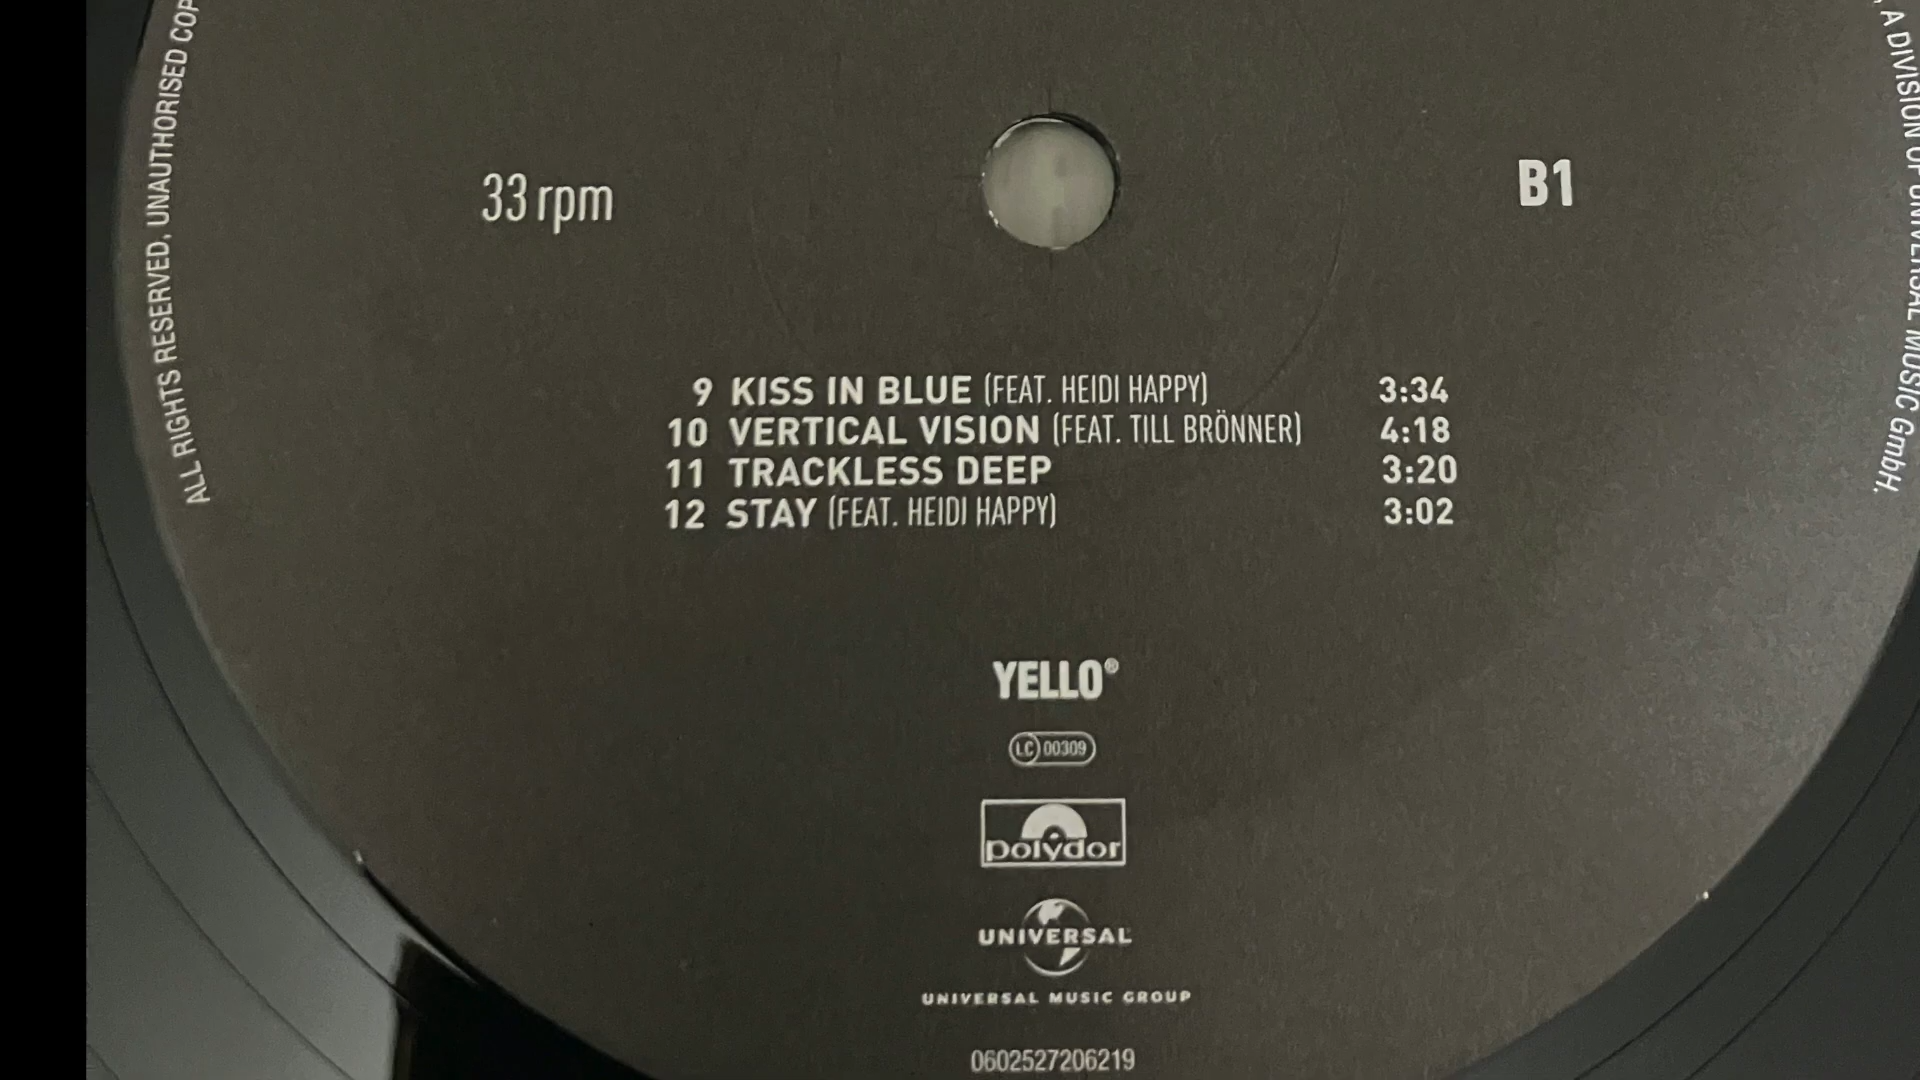 ALL RIGHTS RESERVED, UNAUTHORISED
A DIVISION OF UNIVERSAL MUSIC GmbH.
33 rpm
B1
9 KISS IN BLUE (FEAT. HEIDI HAPPY) 3:34
10 VERTICAL VISION (FEAT. TILL BRÖNNER) 4:18
11 TRACKLESS DEEP 3:20
12 STAY (FEAT. HEIDI HAPPY) 3:02
YELLO®
LC 00309
polydor
UNIVERSAL
UNIVERSAL MUSIC GROUP
0602527206219